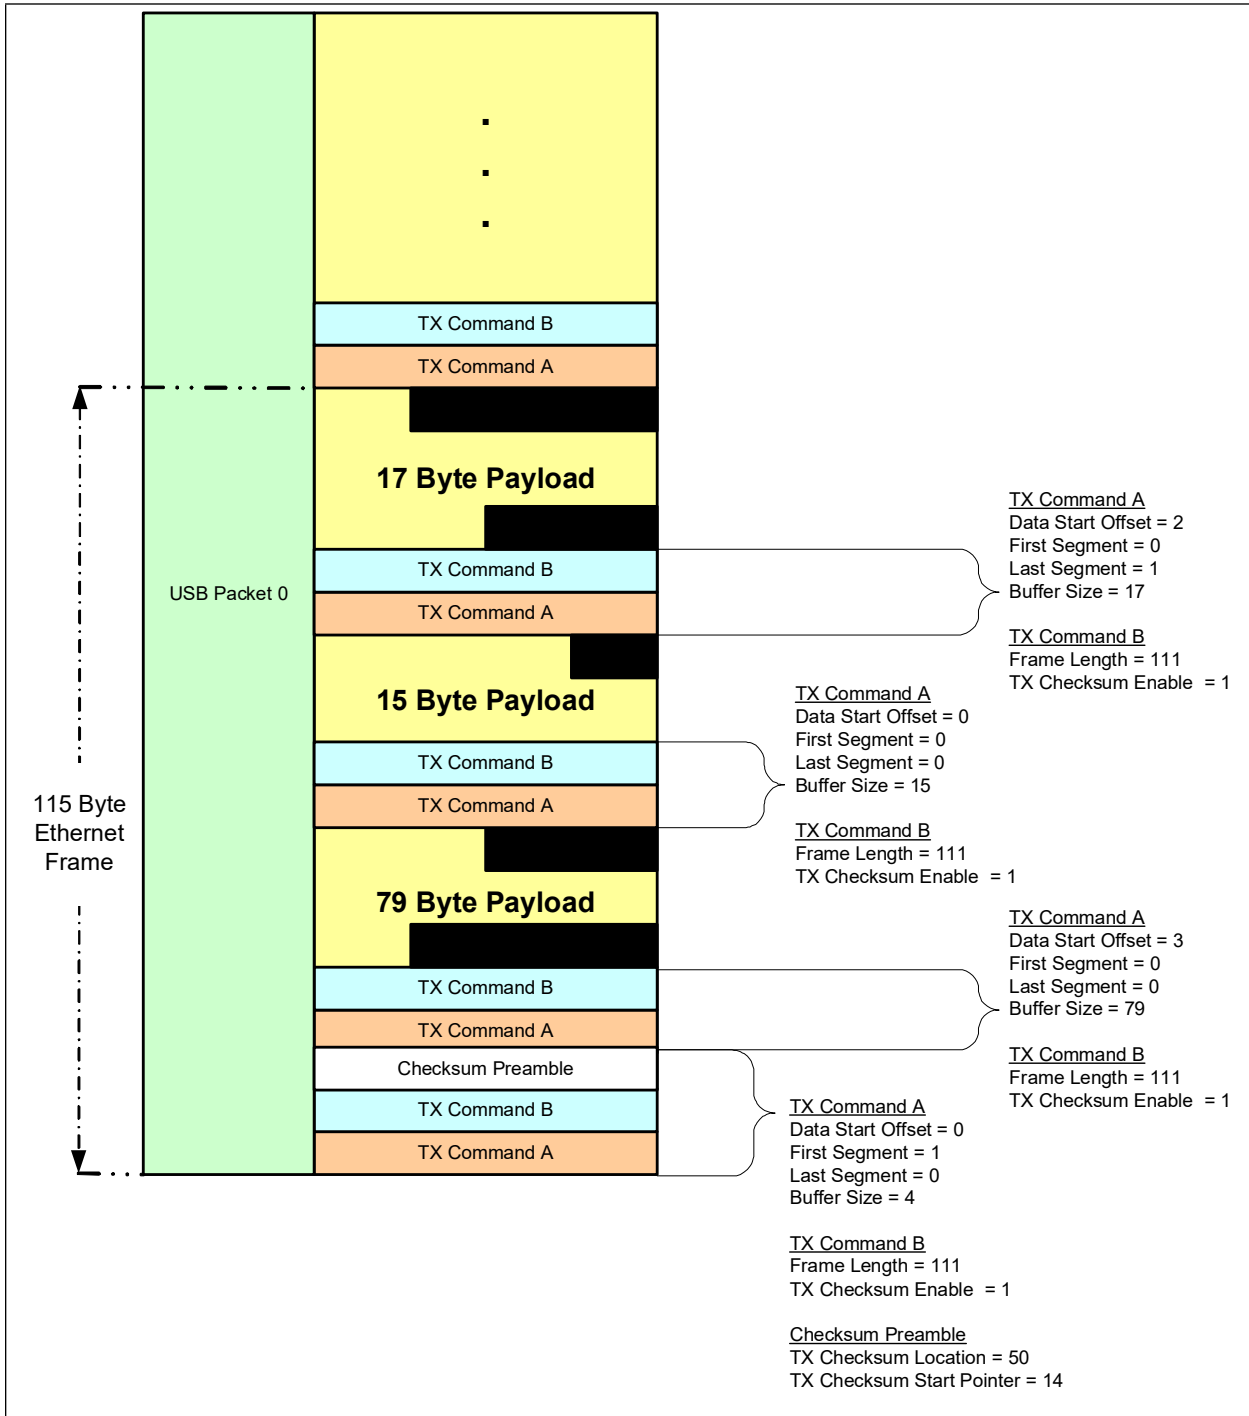 TX Command B
TX Command A
17 Byte Payload
TX Command B
TX Command A
USB Packet 0
15 Byte Payload
TX Command B
TX Command A
115 Byte
Ethernet
Frame
79 Byte Payload
TX Command B
TX Command A
Checksum Preamble
TX Command B
TX Command A
TX Command A
Data Start Offset = 2
First Segment = 0
Last Segment = 1
Buffer Size = 17
TX Command B
Frame Length = 111
TX Checksum Enable = 1
TX Command A
Data Start Offset = 0
First Segment = 0
Last Segment = 0
Buffer Size = 15
TX Command B
Frame Length = 111
TX Checksum Enable = 1
TX Command A
Data Start Offset = 3
First Segment = 0
Last Segment = 0
Buffer Size = 79
TX Command B
Frame Length = 111
TX Checksum Enable = 1
TX Command A
Data Start Offset = 0
First Segment = 1
Last Segment = 0
Buffer Size = 4
TX Command B
Frame Length = 111
TX Checksum Enable = 1
Checksum Preamble
TX Checksum Location = 50
TX Checksum Start Pointer = 14